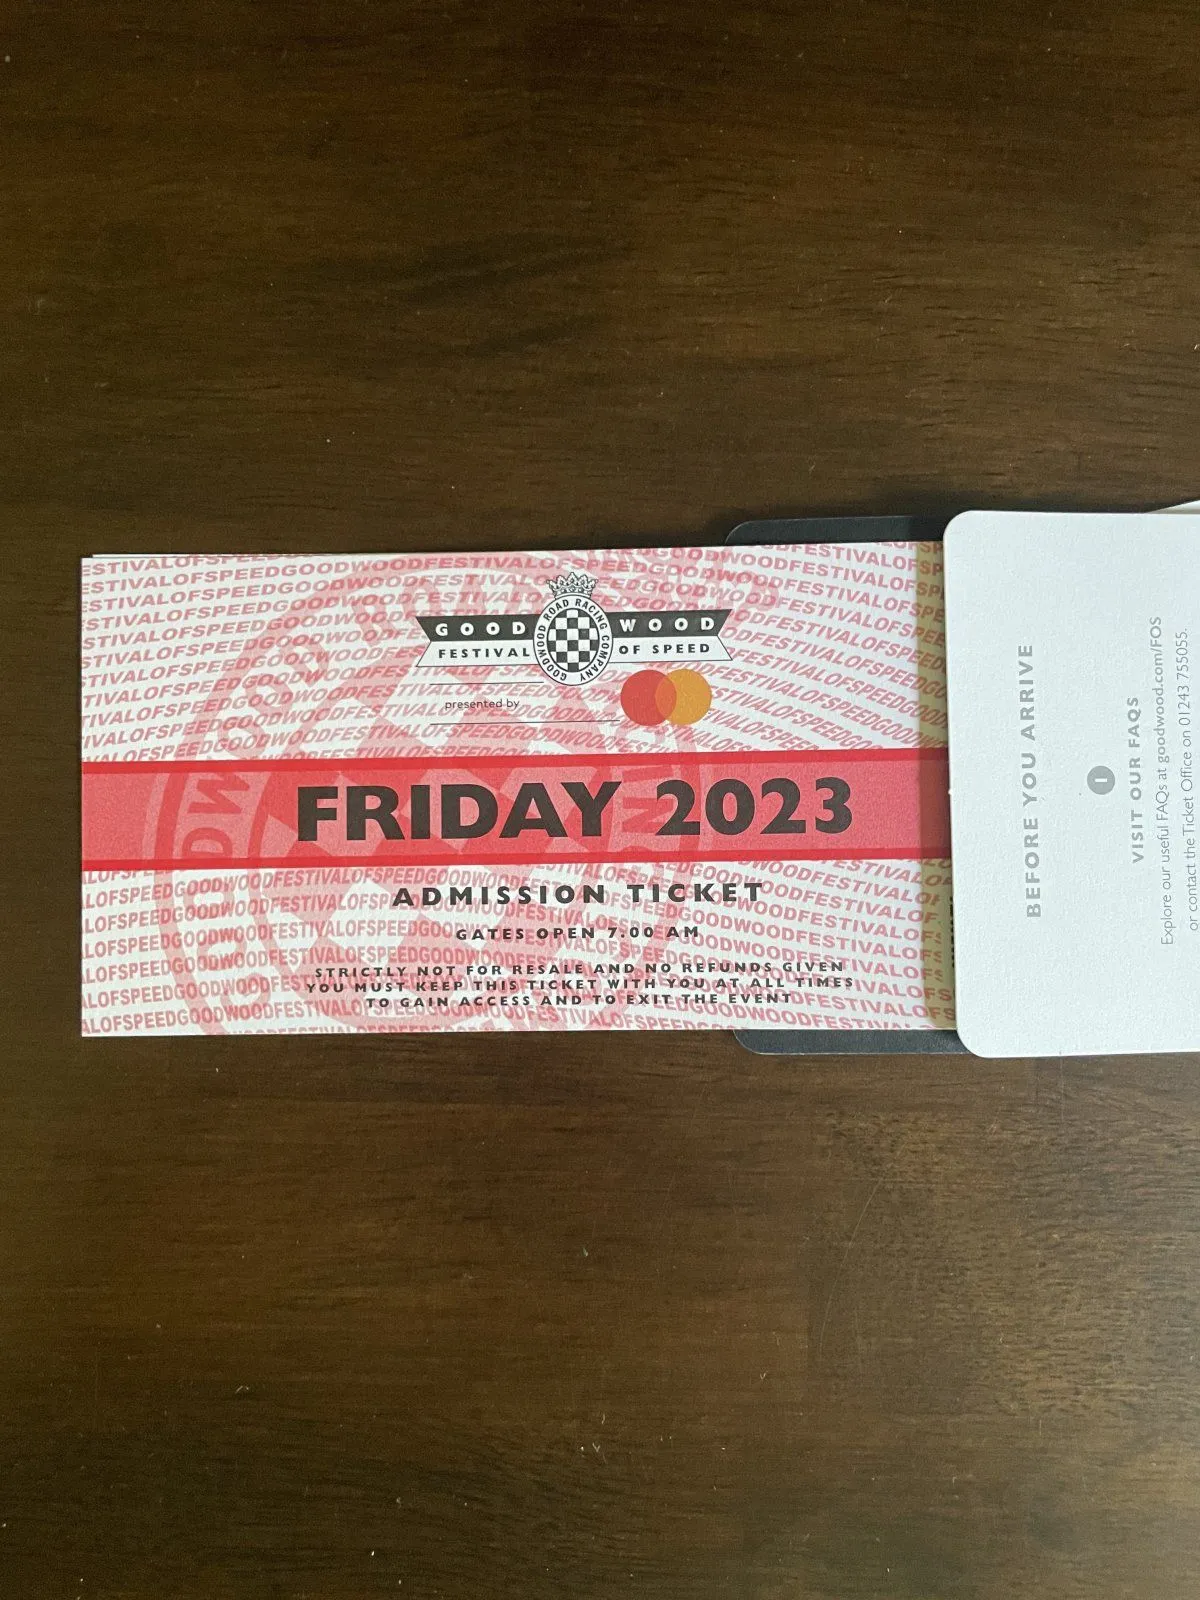 GOODWOOD
FESTIVAL OF SPEED
GOODWOOD ROAD RACING COMPANY
presented by
FRIDAY 2023
ADMISSION TICKET
GATES OPEN 7.00 AM
STRICTLY NOT FOR RESALE AND NO REFUNDS GIVEN
YOU MUST KEEP THIS TICKET WITH YOU AT ALL TIMES
TO GAIN ACCESS AND TO EXIT THE EVENT
BEFORE YOU ARRIVE
1
VISIT OUR FAQS
Explore our useful FAQs at goodwood.com/FOS
or contact the Ticket Office on 01243 755055.